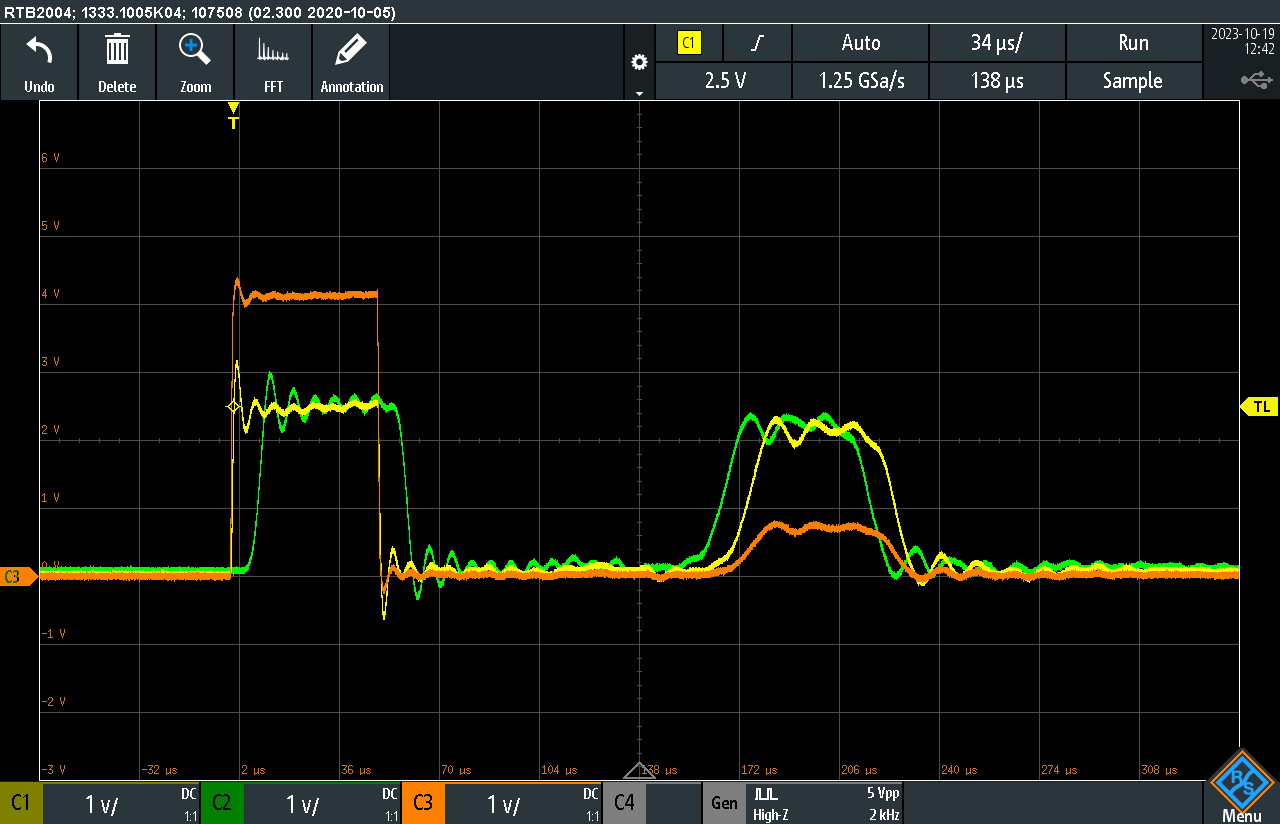 RTB2004; 1333.1005K04; 107508 (02.300 2020-10-05)
Undo
Delete
Zoom
FFT
Annotation
C1
Auto
34 µs/
Run
2.5 V
1.25 GSa/s
138 µs
Sample
2023-10-19
12:42
T
6 V
5 V
4 V
3 V
2 V
1 V
0 V
-1 V
-2 V
-3 V
TL
C3
-32 µs
2 µs
36 µs
70 µs
104 µs
138 µs
172 µs
206 µs
240 µs
274 µs
308 µs
C1
1 V/
DC
1:1
C2
1 V/
DC
1:1
C3
1 V/
DC
1:1
C4
Gen
High-Z
5 Vpp
2 kHz
R S
Menu